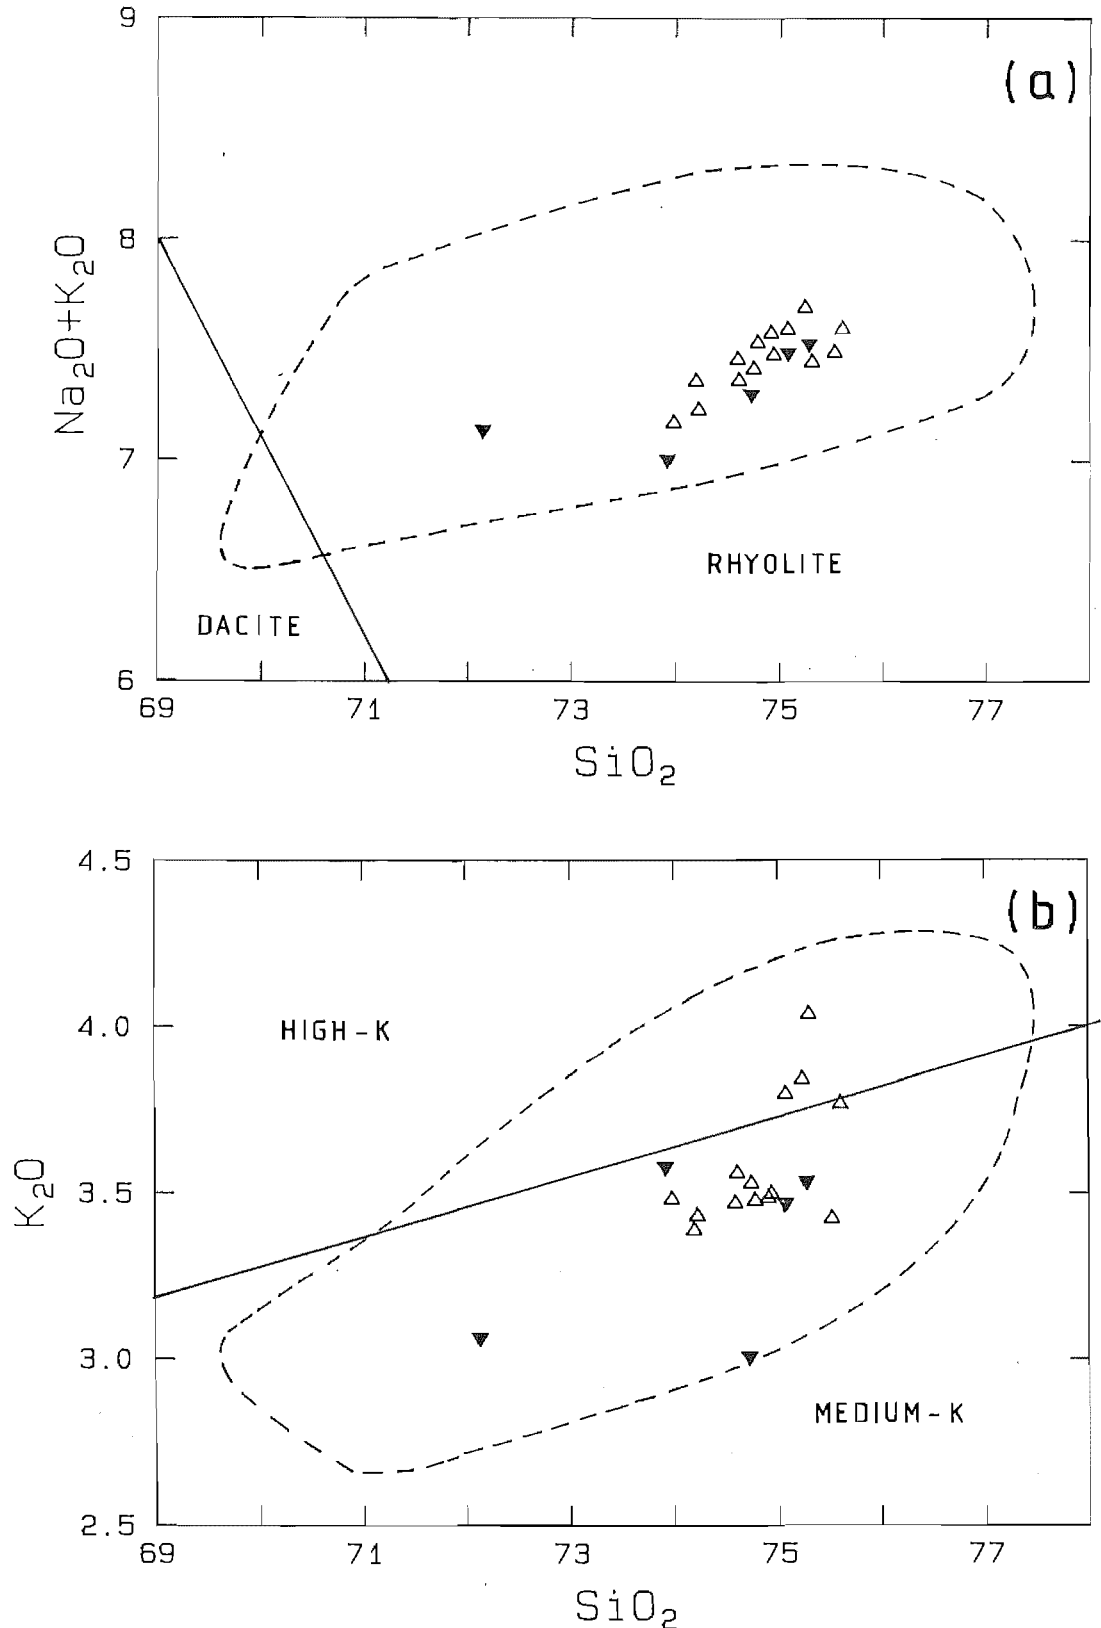 9
(a)
8
Na₂O+K₂O
7
RHYOLITE
DACITE
6
69 71 73 75 77
SiO₂
4.5
(b)
4.0
HIGH-K
3.5
K₂O
3.0
MEDIUM-K
2.5
69 71 73 75 77
SiO₂